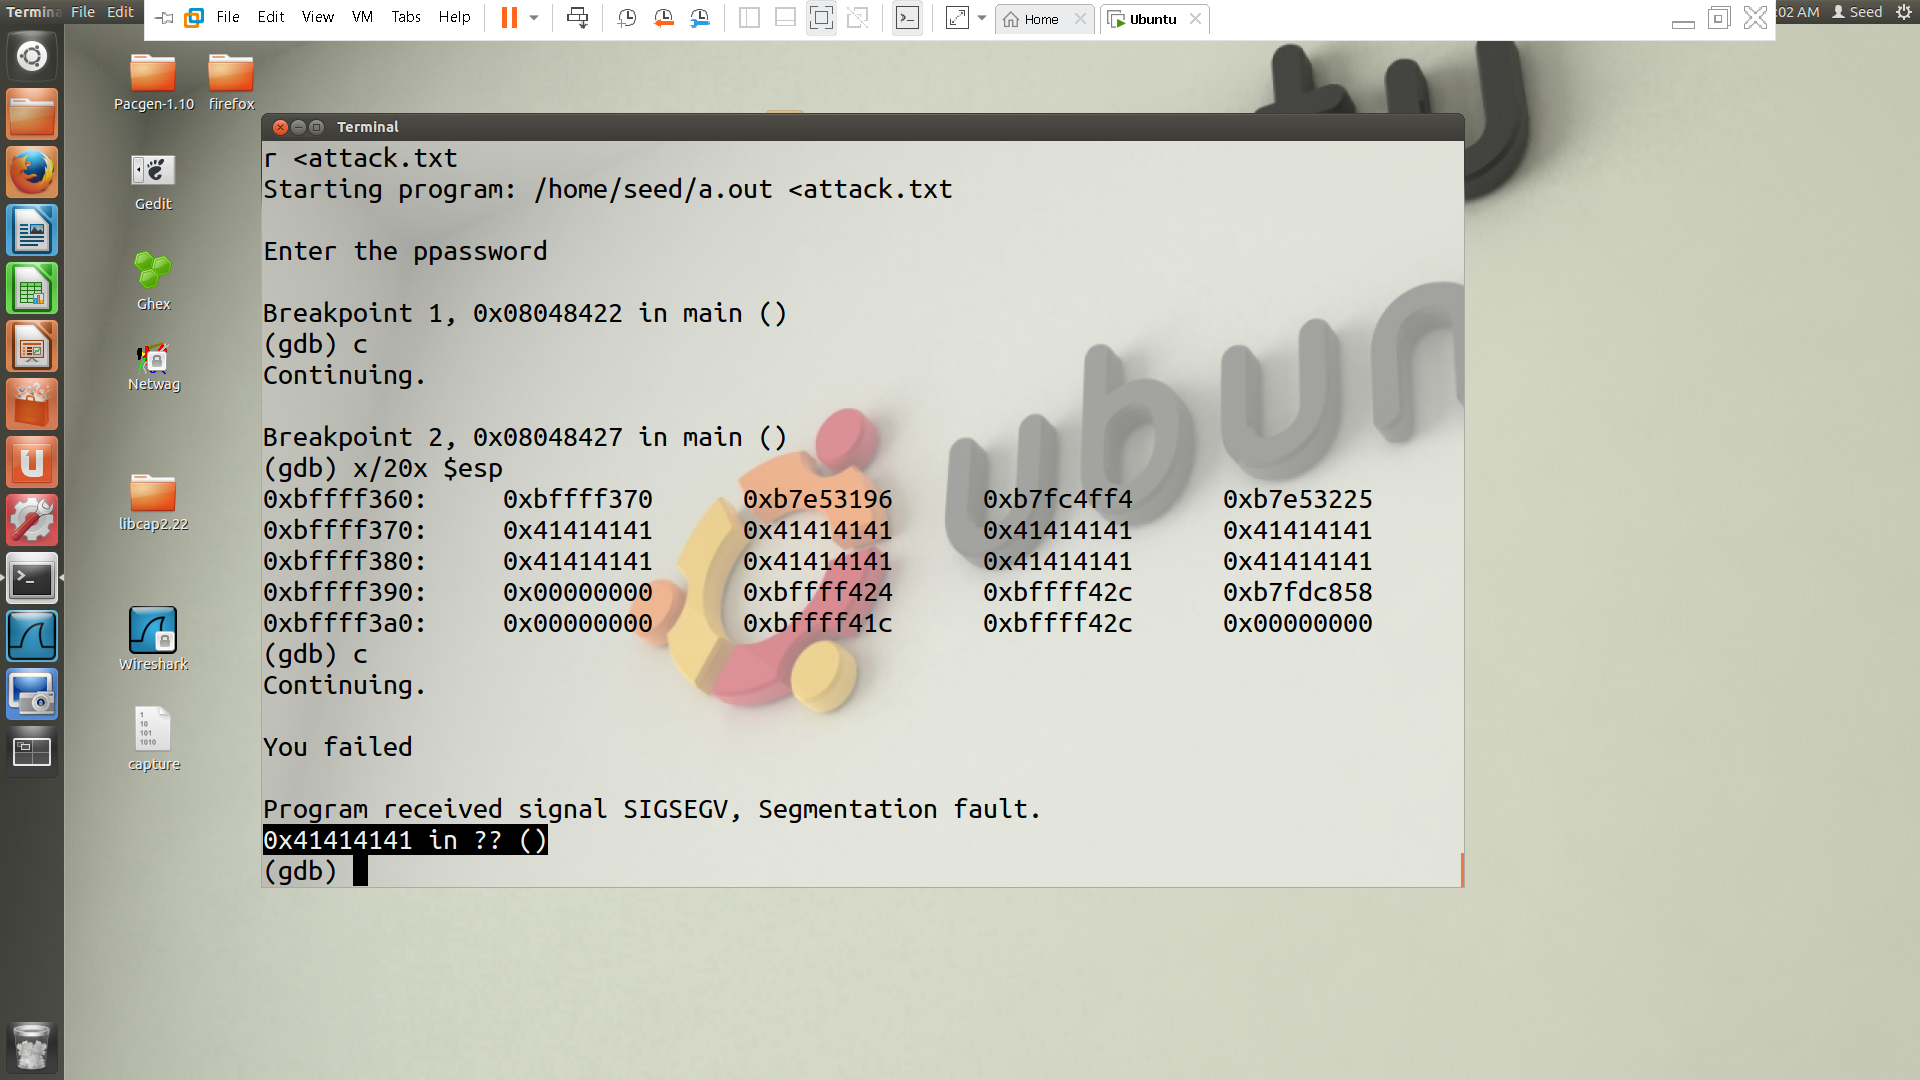 Termina File Edit
File Edit View VM Tabs Help
Home
Ubuntu
:02 AM Seed
Pacgen-1.10
firefox
Gedit
Ghex
Netwag
libcap2.22
Wireshark
capture
Terminal
r <attack.txt
Starting program: /home/seed/a.out <attack.txt
Enter the ppassword
Breakpoint 1, 0x08048422 in main ()
(gdb) c
Continuing.
Breakpoint 2, 0x08048427 in main ()
(gdb) x/20x $esp
0xbffff360: 0xbffff370 0xb7e53196 0xb7fc4ff4 0xb7e53225
0xbffff370: 0x41414141 0x41414141 0x41414141 0x41414141
0xbffff380: 0x41414141 0x41414141 0x41414141 0x41414141
0xbffff390: 0x00000000 0xbffff424 0xbffff42c 0xb7fdc858
0xbffff3a0: 0x00000000 0xbffff41c 0xbffff42c 0x00000000
(gdb) c
Continuing.
You failed
Program received signal SIGSEGV, Segmentation fault.
0x41414141 in ?? ()
(gdb)